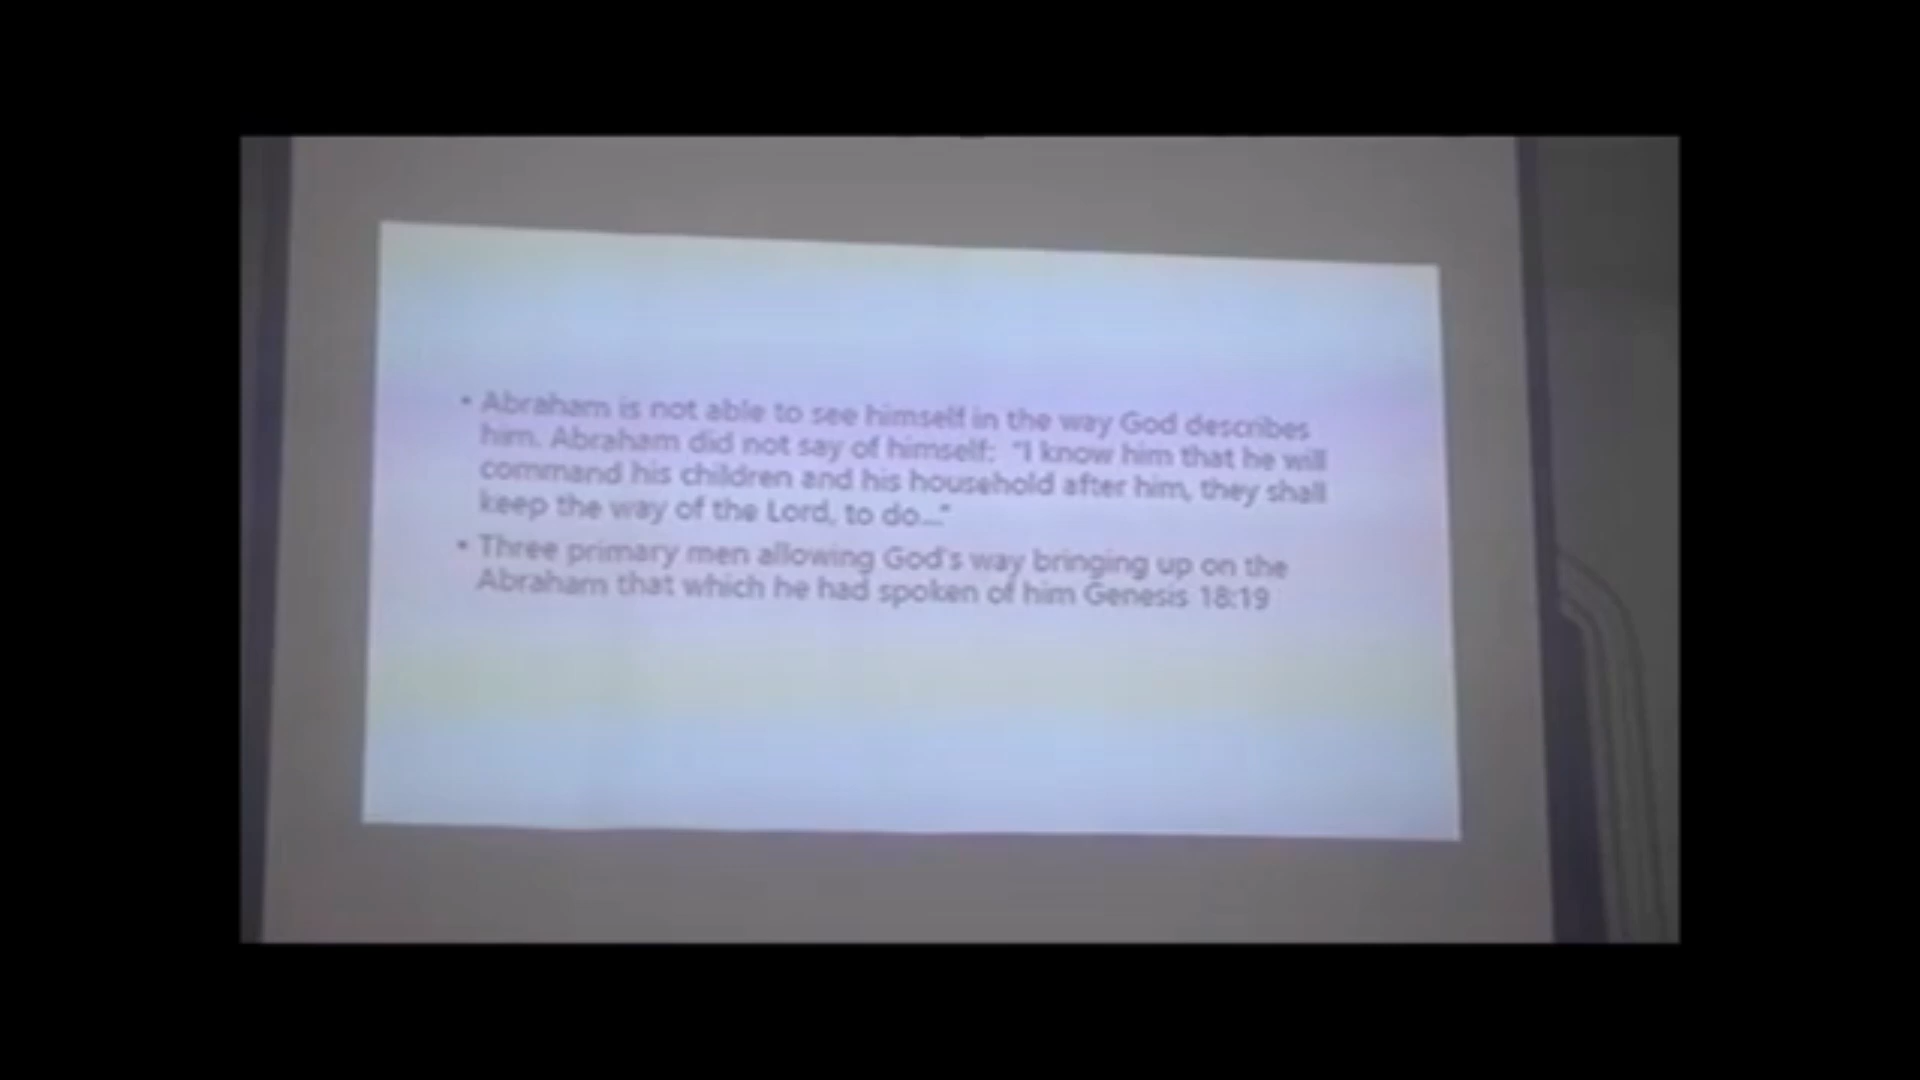 • Abraham is not able to see himself in the way God describes
him. Abraham did not say of himself: "I know him that he will
command his children and his household after him, they shall
keep the way of the Lord, to do..."
• Three primary men allowing God's way bringing up on the
Abraham that which he had spoken of him Genesis 18:19